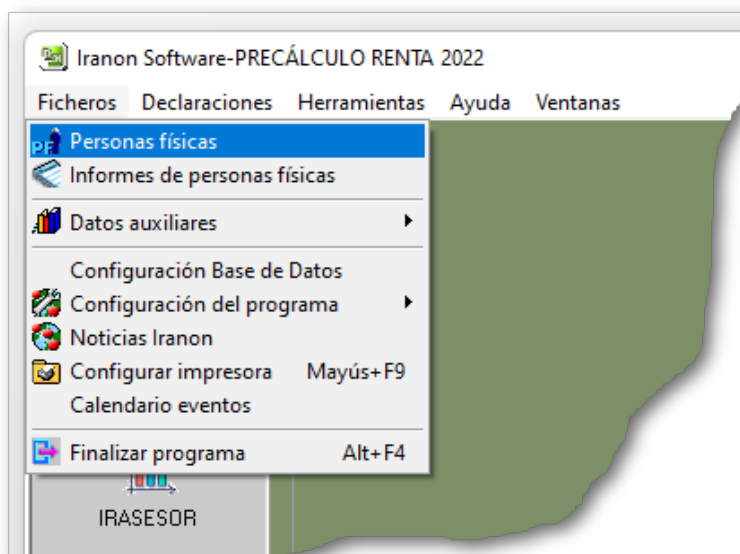 Iranon Software-PRECÁLCULO RENTA 2022
Ficheros Declaraciones Herramientas Ayuda Ventanas
PF Personas físicas
Informes de personas físicas
Datos auxiliares
Configuración Base de Datos
Configuración del programa
Noticias Iranon
Configurar impresora Mayús+F9
Calendario eventos
Finalizar programa Alt+F4
IRASESOR